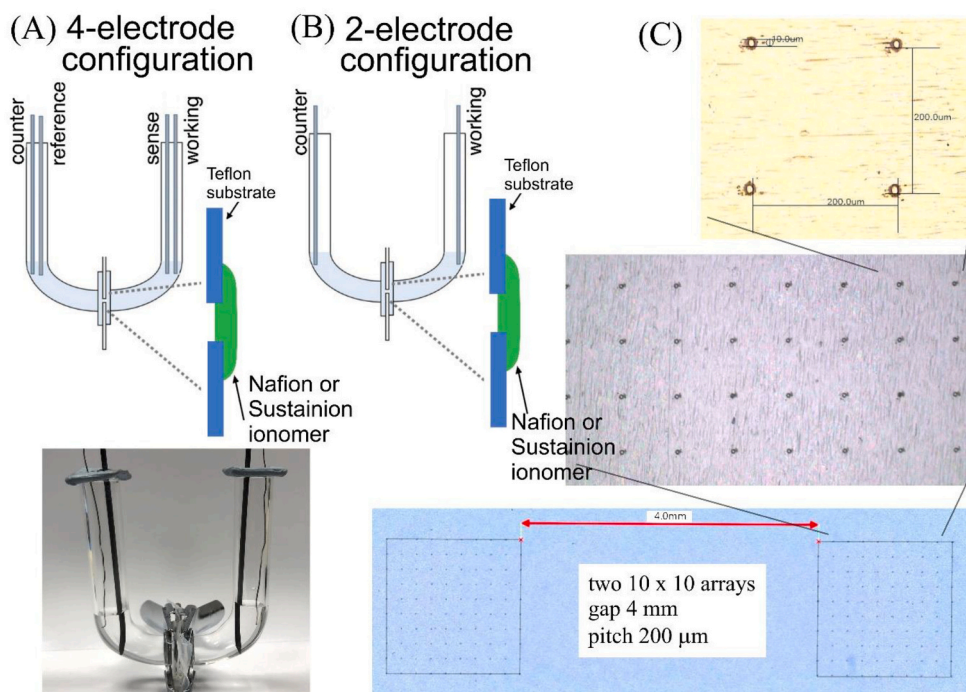 (A) 4-electrode
configuration
counter
reference
sense
working
Teflon
substrate
Nafion or
Sustainion
ionomer
(B) 2-electrode
configuration
counter
working
Teflon
substrate
Nafion or
Sustainion
ionomer
(C)
10.0um
200.0um
200.0um
4.0mm
two 10 x 10 arrays
gap 4 mm
pitch 200 μm